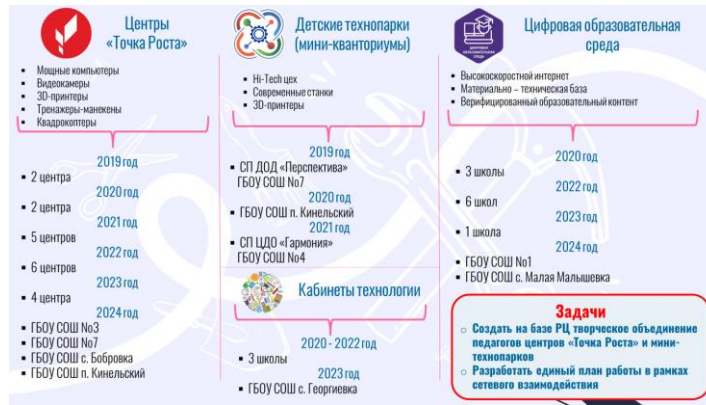 Центры
«Точка Роста»
▪ Мощные компьютеры
▪ Видеокамеры
▪ 3D-принтеры
▪ Тренажеры-манекены
▪ Квадрокоптеры
2019 год
▪ 2 центра
2020 год
▪ 2 центра
2021 год
▪ 5 центров
2022 год
▪ 6 центров
2023 год
▪ 4 центра
2024 год
▪ ГБОУ СОШ №3
▪ ГБОУ СОШ №7
▪ ГБОУ СОШ с. Бобровка
▪ ГБОУ СОШ п. Кинельский
Детские технопарки
(мини-кванториумы)
▪ Hi-Tech цех
▪ Современные станки
▪ 3D-принтеры
2019 год
▪ СП ДОД «Перспектива»
ГБОУ СОШ №7
2020 год
▪ ГБОУ СОШ п. Кинельский
2021 год
▪ СП ЦДО «Гармония»
ГБОУ СОШ №4
Кабинеты технологии
2020 - 2022 год
▪ 3 школы
2023 год
▪ ГБОУ СОШ с. Георгиевка
ЦИФРОВАЯ
ОБРАЗОВАТЕЛЬНАЯ
СРЕДА
Цифровая образовательная
среда
▪ Высокоскоростной интернет
▪ Материально – техническая база
▪ Верифицированный образовательный контент
2020 год
▪ 3 школы
2022 год
▪ 6 школ
2023 год
▪ 1 школа
2024 год
▪ ГБОУ СОШ №1
▪ ГБОУ СОШ с. Малая Малышевка
Задачи
o Создать на базе РЦ творческое объединение
педагогов центров «Точка Роста» и мини-
технопарков
o Разработать единый план работы в рамках
сетевого взаимодействия